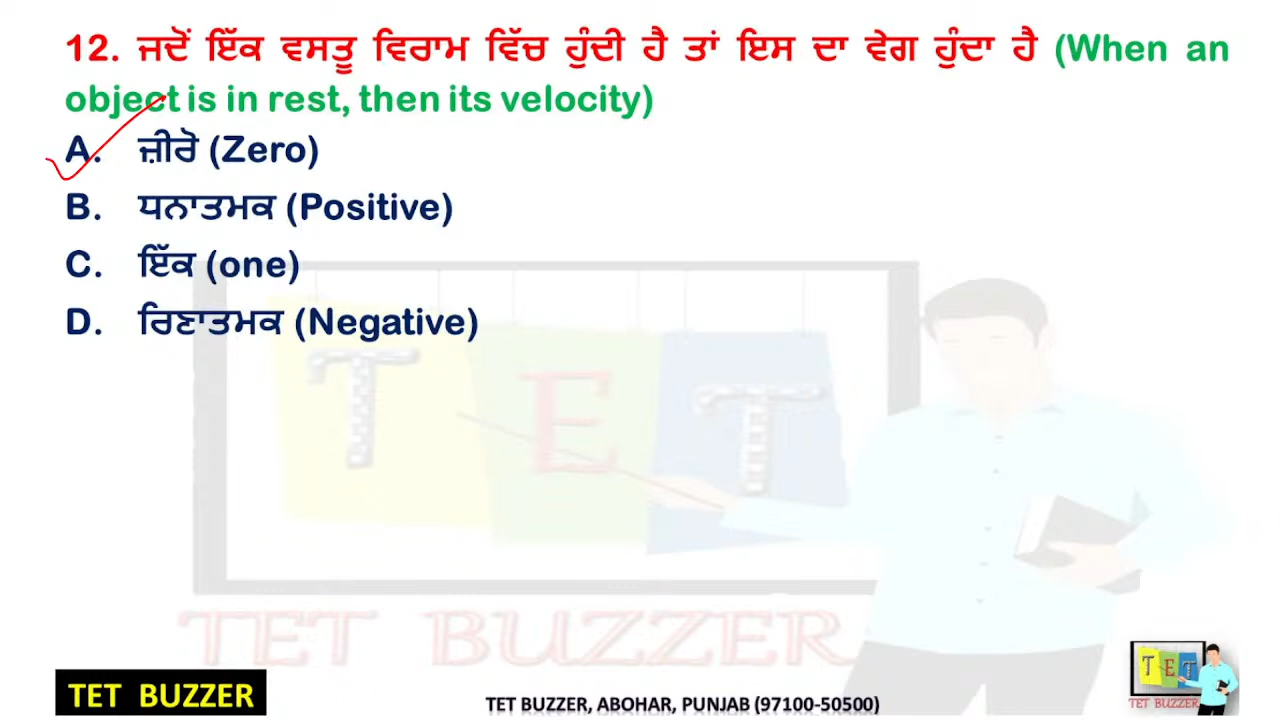 12. ਜਦੋਂ ਇੱਕ ਵਸਤੂ ਵਿਰਾਮ ਵਿੱਚ ਹੁੰਦੀ ਹੈ ਤਾਂ ਇਸ ਦਾ ਵੇਗ ਹੁੰਦਾ ਹੈ (When an
object is in rest, then its velocity)
A. ਜ਼ੀਰੋ (Zero)
B. ਧਨਾਤਮਕ (Positive)
C. ਇੱਕ (one)
D. ਰਿਣਾਤਮਕ (Negative)
T E T
TET BUZZER
TET BUZZER
TET BUZZER, ABOHAR, PUNJAB (97100-50500)
T E T
TET BUZZER